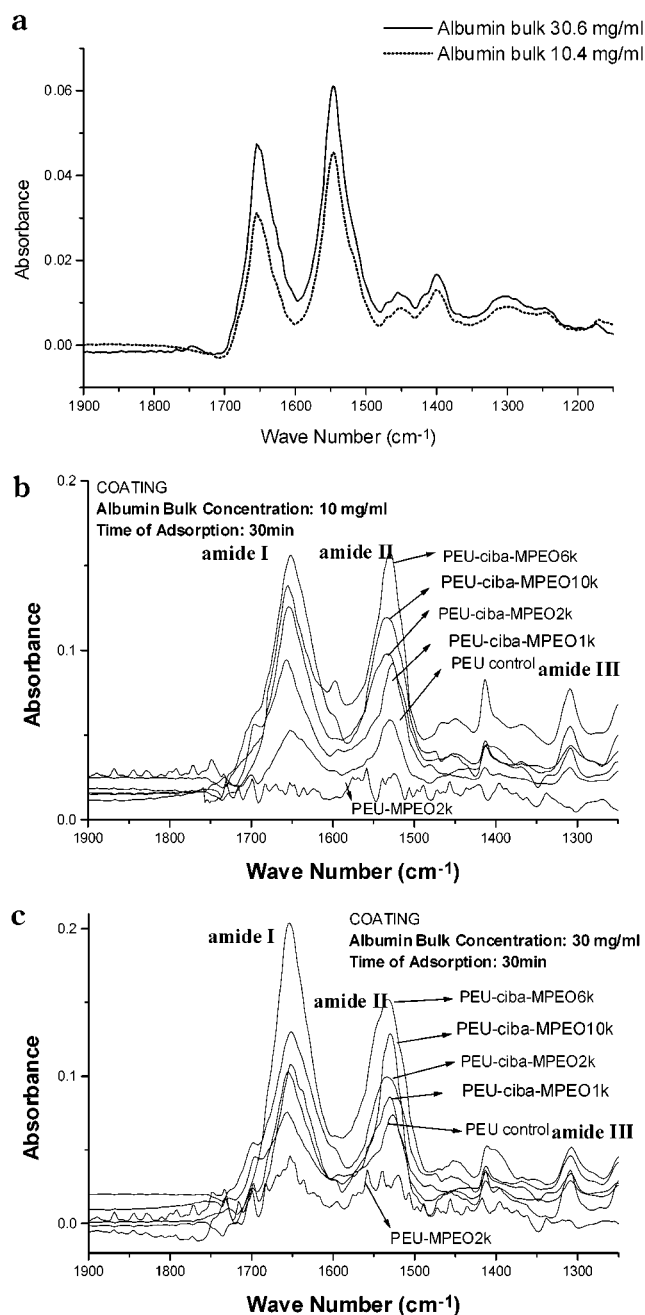 a
Albumin bulk 30.6 mg/ml
Albumin bulk 10.4 mg/ml
Absorbance
0.06
0.04
0.02
0.00
1900 1800 1700 1600 1500 1400 1300 1200
Wave Number (cm-1)
b
COATING
Albumin Bulk Concentration: 10 mg/ml
Time of Adsorption: 30min
amide I
amide II
PEU-ciba-MPEO6k
PEU-ciba-MPEO10k
PEU-ciba-MPEO2k
PEU-ciba-MPEO1k
PEU control
amide III
PEU-MPEO2k
Absorbance
0.2
0.1
0.0
1900 1800 1700 1600 1500 1400 1300
Wave Number (cm-1)
c
COATING
Albumin Bulk Concentration: 30 mg/ml
Time of Adsorption: 30min
amide I
amide II
PEU-ciba-MPEO6k
PEU-ciba-MPEO10k
PEU-ciba-MPEO2k
PEU-ciba-MPEO1k
PEU control
amide III
PEU-MPEO2k
Absorbance
0.2
0.1
0.0
1900 1800 1700 1600 1500 1400 1300
Wave Number (cm-1)